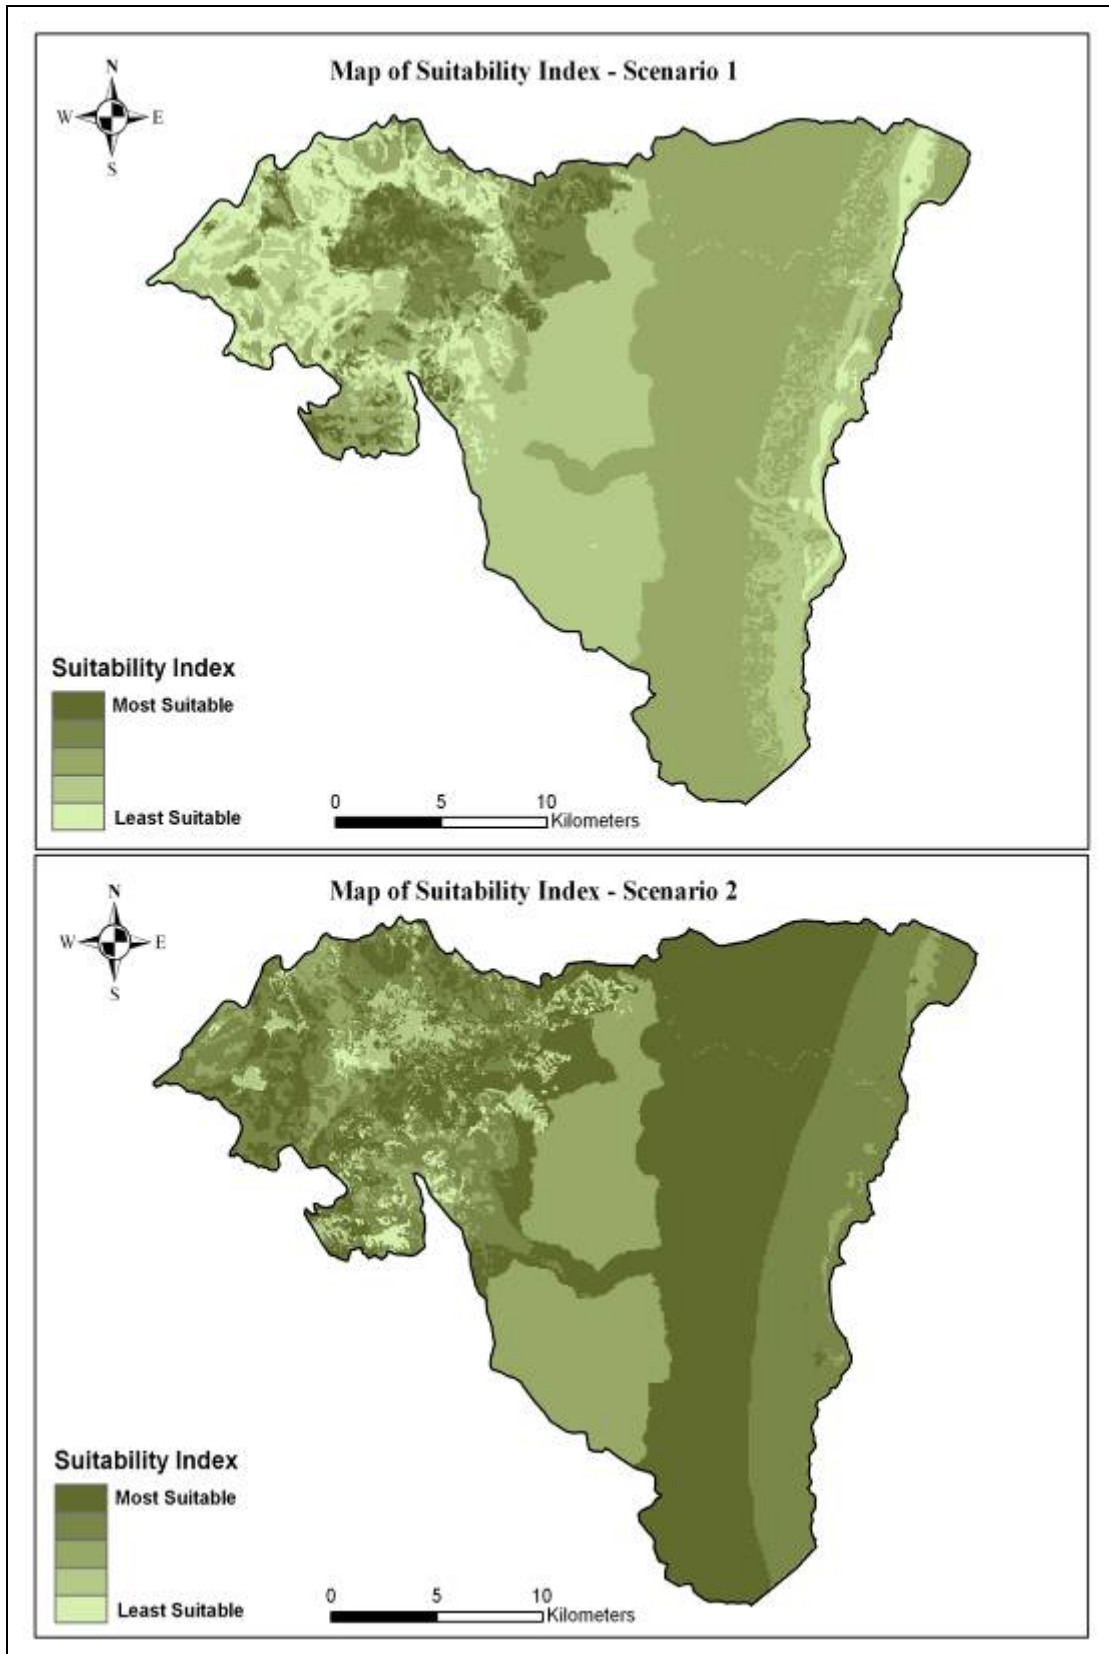 Map of Suitability Index - Scenario 1
N
W E
S
Suitability Index
Most Suitable
Least Suitable
0 5 10
Kilometers
Map of Suitability Index - Scenario 2
N
W E
S
Suitability Index
Most Suitable
Least Suitable
0 5 10
Kilometers